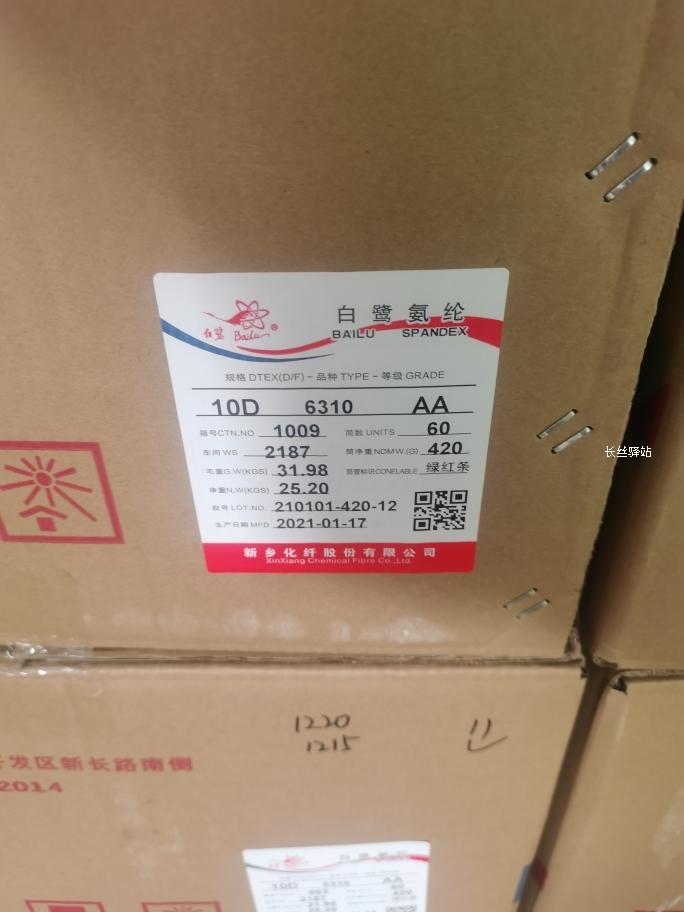 白鹭 Bailu ®
白鹭氨纶
BAILU SPANDEX
规格 DTEX(D/F) - 品种 TYPE - 等级 GRADE
10D 6310 AA
箱号CTN.NO 1009 筒数 UNITS 60
车间 WS 2187 筒净重NOMW.(G) 420
毛重G.W(KGS) 31.98 筒管标识CONELABLE 绿红条
净重N.W(KGS) 25.20
批号 LOT.NO. 210101-420-12
生产日期 MFD 2021-01-17
新乡化纤股份有限公司
XinXiang Chemical Fibre Co.,Ltd.
长丝驿站
1220 11
1215
发区新长路南侧
2014
白鹭氨纶
10D 6310 AA
60
2187 420